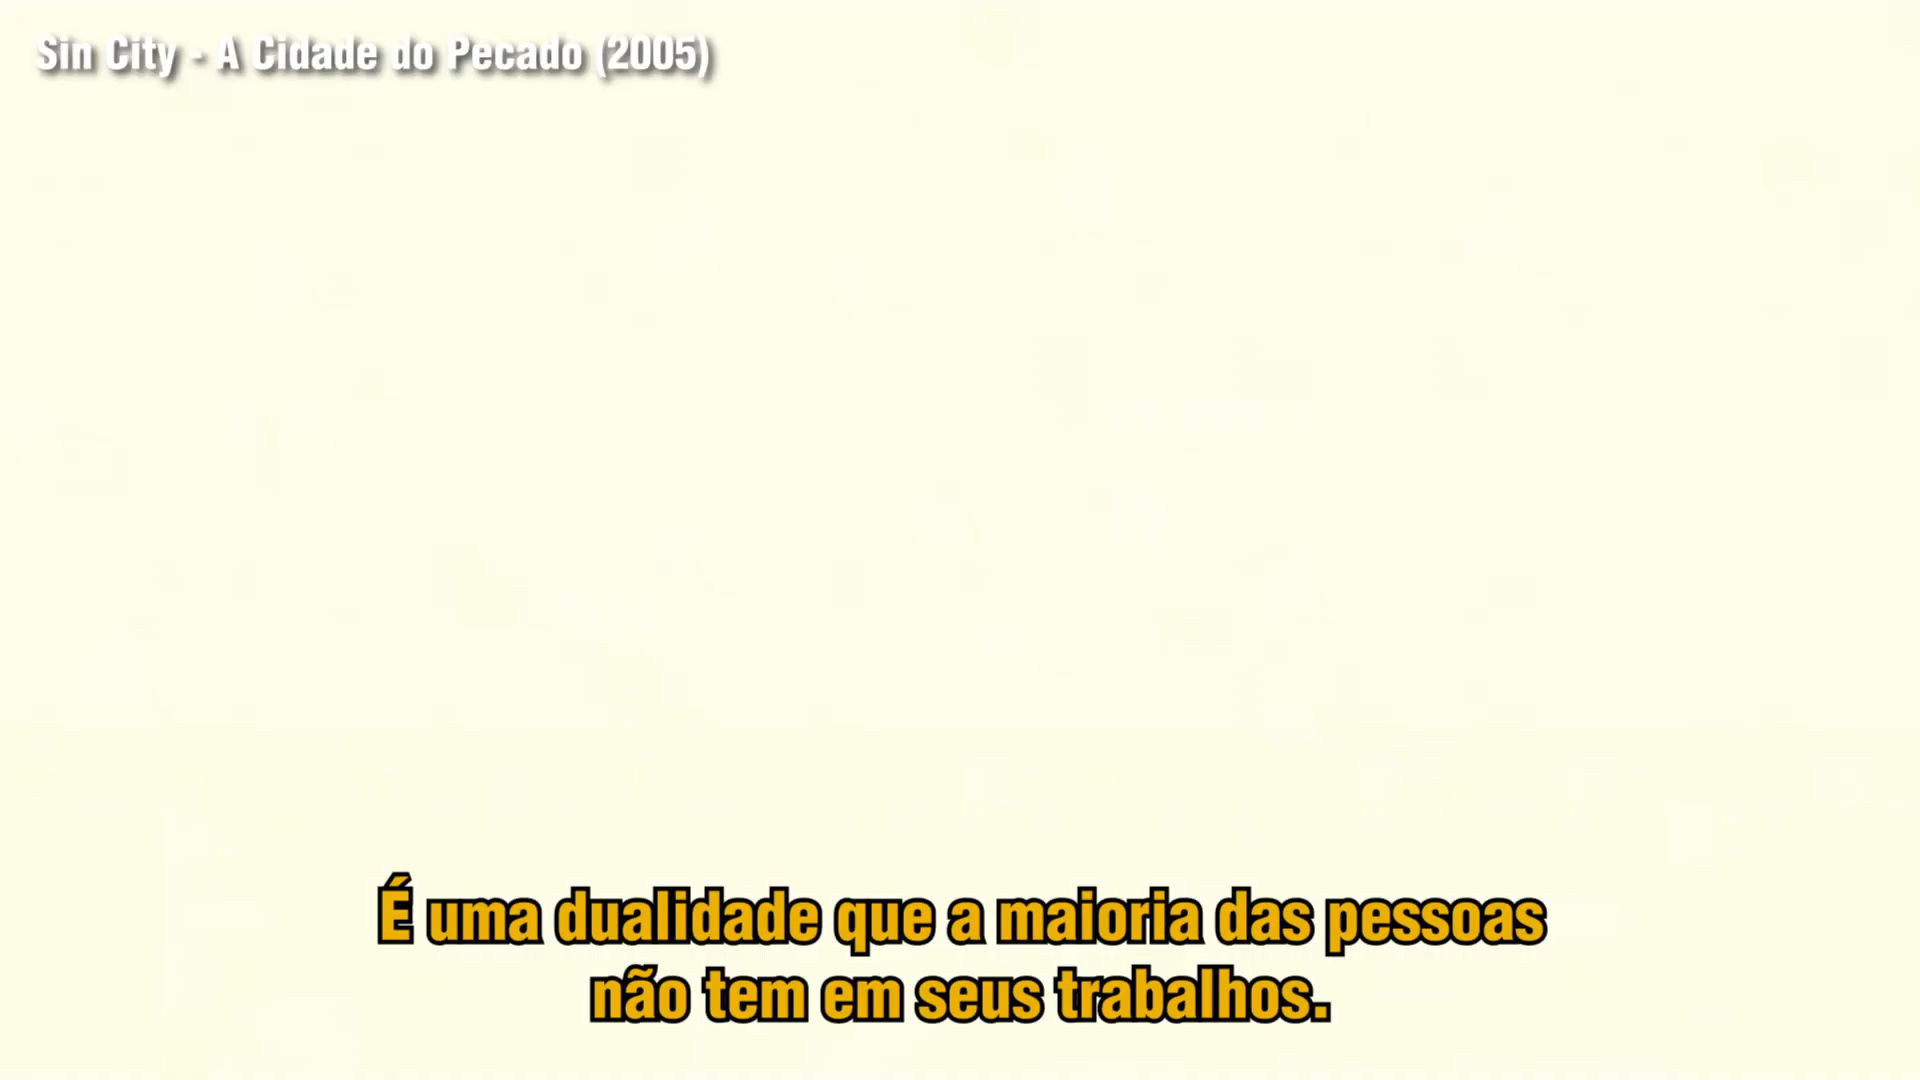 Sin City - A Cidade do Pecado (2005)
É uma dualidade que a maioria das pessoas
não tem em seus trabalhos.